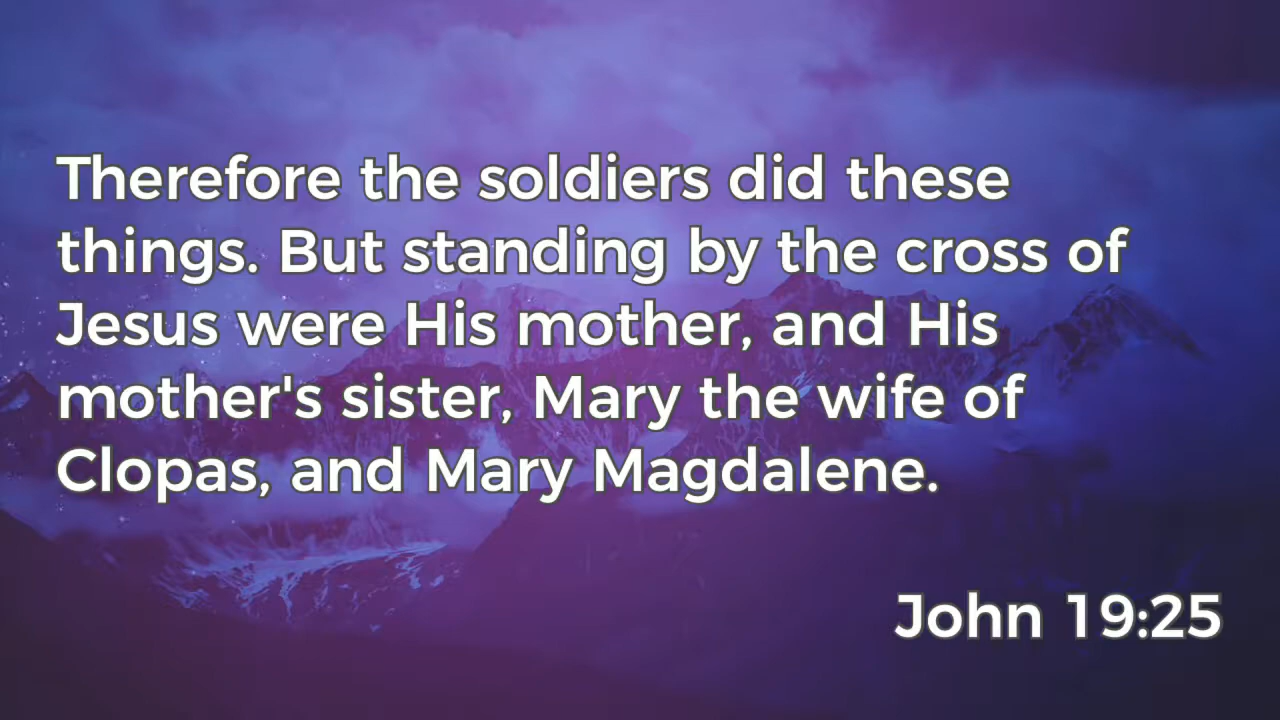 Therefore the soldiers did these
things. But standing by the cross of
Jesus were His mother, and His
mother's sister, Mary the wife of
Clopas, and Mary Magdalene.
John 19:25